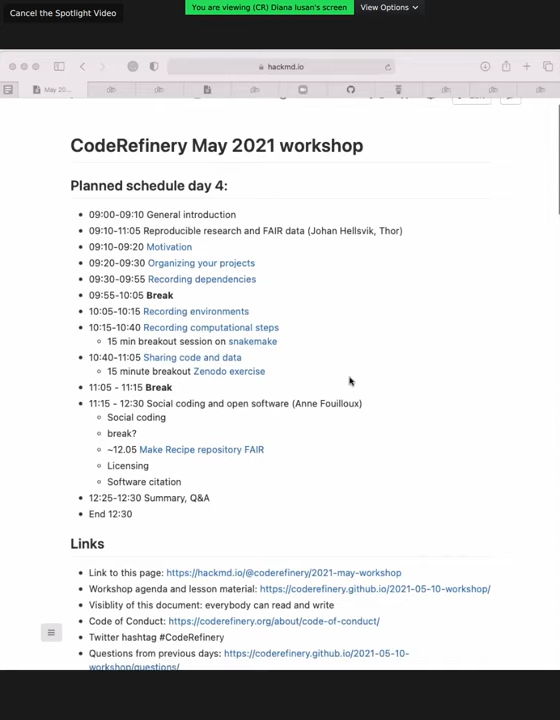 Cancel the Spotlight Video
You are viewing (CR) Diana Iusan's screen
View Options
hackmd.io
May 20...
CodeRefinery May 2021 workshop
Planned schedule day 4:
09:00-09:10 General introduction
09:10-11:05 Reproducible research and FAIR data (Johan Hellsvik, Thor)
09:10-09:20 Motivation
09:20-09:30 Organizing your projects
09:30-09:55 Recording dependencies
09:55-10:05 Break
10:05-10:15 Recording environments
10:15-10:40 Recording computational steps
15 min breakout session on snakemake
10:40-11:05 Sharing code and data
15 minute breakout Zenodo exercise
11:05 - 11:15 Break
11:15 - 12:30 Social coding and open software (Anne Fouilloux)
Social coding
break?
~12.05 Make Recipe repository FAIR
Licensing
Software citation
12:25-12:30 Summary, Q&A
End 12:30
Links
Link to this page: https://hackmd.io/@coderefinery/2021-may-workshop
Workshop agenda and lesson material: https://coderefinery.github.io/2021-05-10-workshop/
Visiblity of this document: everybody can read and write
Code of Conduct: https://coderefinery.org/about/code-of-conduct/
Twitter hashtag #CodeRefinery
Questions from previous days: https://coderefinery.github.io/2021-05-10-
workshop/questions/